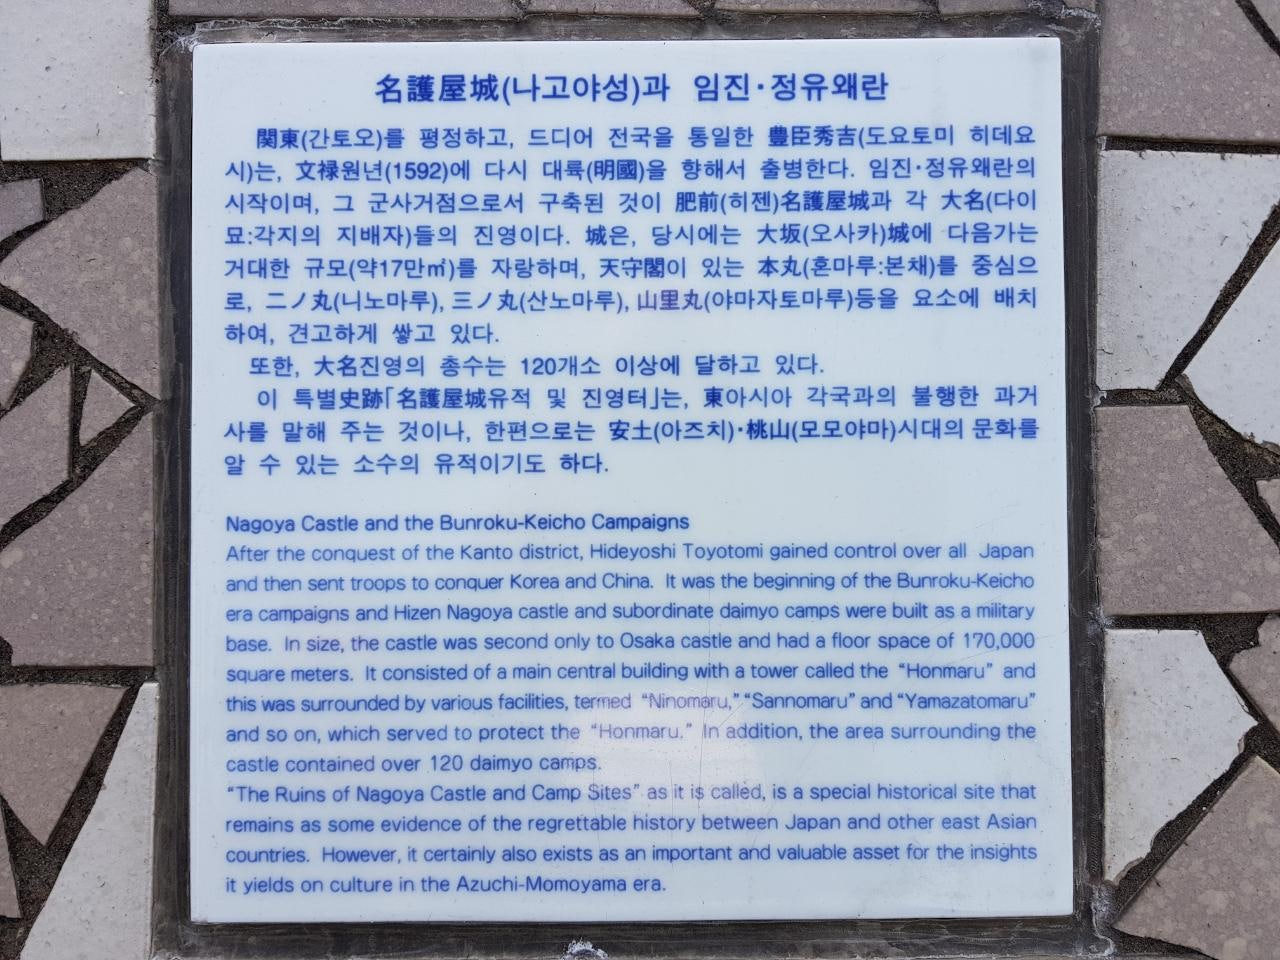 名護屋城(나고야성)과 임진·정유왜란
関東(간토오)를 평정하고, 드디어 전국을 통일한 豊臣秀吉(도요토미 히데요
시)는, 文禄원년(1592)에 다시 대륙(明國)을 향해서 출병한다. 임진·정유왜란의
시작이며, 그 군사거점으로서 구축된 것이 肥前(히젠)名護屋城과 각 大名(다이
묘:각지의 지배자)들의 진영이다. 城은, 당시에는 大坂(오사카)城에 다음가는
거대한 규모(약17만㎡)를 자랑하며, 天守閣이 있는 本丸(혼마루:본채)를 중심으
로, 二ノ丸(니노마루), 三ノ丸(산노마루), 山里丸(야마자토마루)등을 요소에 배치
하여, 견고하게 쌓고 있다.
또한, 大名진영의 총수는 120개소 이상에 달하고 있다.
이 특별史跡「名護屋城유적 및 진영터」는, 東아시아 각국과의 불행한 과거
사를 말해 주는 것이나, 한편으로는 安土(아즈치)·桃山(모모야마)시대의 문화를
알 수 있는 소수의 유적이기도 하다.
Nagoya Castle and the Bunroku-Keicho Campaigns
After the conquest of the Kanto district, Hideyoshi Toyotomi gained control over all Japan
and then sent troops to conquer Korea and China. It was the beginning of the Bunroku-Keicho
era campaigns and Hizen Nagoya castle and subordinate daimyo camps were built as a military
base. In size, the castle was second only to Osaka castle and had a floor space of 170,000
square meters. It consisted of a main central building with a tower called the “Honmaru” and
this was surrounded by various facilities, termed “Ninomaru,” “Sannomaru” and “Yamazatomaru”
and so on, which served to protect the “Honmaru.” In addition, the area surrounding the
castle contained over 120 daimyo camps.
“The Ruins of Nagoya Castle and Camp Sites” as it is called, is a special historical site that
remains as some evidence of the regrettable history between Japan and other east Asian
countries. However, it certainly also exists as an important and valuable asset for the insights
it yields on culture in the Azuchi-Momoyama era.